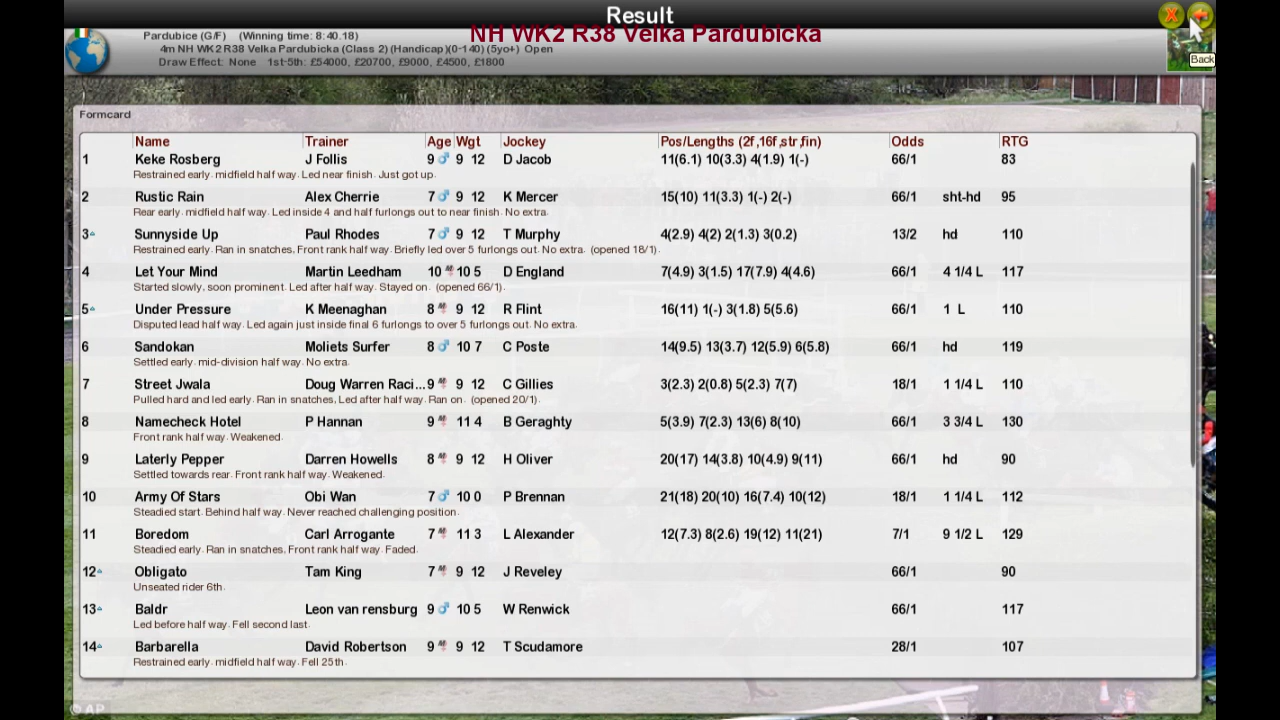 Result
NH WK2 R38 Velka Pardubicka
Pardubice (G/F) (Winning time: 8:40.18)
4m NH WK2 R38 Velka Pardubicka (Class 2) (Handicap)(0-140) (5yo+) Open
Draw Effect: None 1st-5th: £54000, £20700, £9000, £4500, £1800
Back
Formcard
Name Trainer Age Wgt Jockey Pos/Lengths (2f,16f,str,fin) Odds RTG
1 Keke Rosberg J Follis 9 9 12 D Jacob 11(6.1) 10(3.3) 4(1.9) 1(-) 66/1 83
Restrained early. midfield half way. Led near finish. Just got up.
2 Rustic Rain Alex Cherrie 7 9 12 K Mercer 15(10) 11(3.3) 1(-) 2(-) 66/1 sht-hd 95
Rear early. midfield half way. Led inside 4 and half furlongs out to near finish. No extra.
3 Sunnyside Up Paul Rhodes 7 9 12 T Murphy 4(2.9) 4(2) 2(1.3) 3(0.2) 13/2 hd 110
Restrained early. Ran in snatches, Front rank half way. Briefly led over 5 furlongs out. No extra. (opened 18/1).
4 Let Your Mind Martin Leedham 10 10 5 D England 7(4.9) 3(1.5) 17(7.9) 4(4.6) 66/1 4 1/4 L 117
Started slowly, soon prominent. Led after half way. Stayed on. (opened 66/1).
5 Under Pressure K Meenaghan 8 9 12 R Flint 16(11) 1(-) 3(1.8) 5(5.6) 66/1 1 L 110
Disputed lead half way. Led again just inside final 6 furlongs to over 5 furlongs out. No extra.
6 Sandokan Moliets Surfer 8 10 7 C Poste 14(9.5) 13(3.7) 12(5.9) 6(5.8) 66/1 hd 119
Settled early. mid-division half way. No extra.
7 Street Jwala Doug Warren Raci... 9 9 12 C Gillies 3(2.3) 2(0.8) 5(2.3) 7(7) 18/1 1 1/4 L 110
Pulled hard and led early. Ran in snatches, Led after half way. Ran on. (opened 20/1).
8 Namecheck Hotel P Hannan 9 11 4 B Geraghty 5(3.9) 7(2.3) 13(6) 8(10) 66/1 3 3/4 L 130
Front rank half way. Weakened.
9 Laterly Pepper Darren Howells 8 9 12 H Oliver 20(17) 14(3.8) 10(4.9) 9(11) 66/1 hd 90
Settled towards rear. Front rank half way. Weakened.
10 Army Of Stars Obi Wan 7 10 0 P Brennan 21(18) 20(10) 16(7.4) 10(12) 18/1 1 1/4 L 112
Steadied start. Behind half way. Never reached challenging position.
11 Boredom Carl Arrogante 7 11 3 L Alexander 12(7.3) 8(2.6) 19(12) 11(21) 7/1 9 1/2 L 129
Steadied early. Ran in snatches, Front rank half way. Faded.
12 Obligato Tam King 7 9 12 J Reveley 66/1 90
Unseated rider 6th.
13 Baldr Leon van rensburg 9 10 5 W Renwick 66/1 117
Led before half way. Fell second last.
14 Barbarella David Robertson 9 9 12 T Scudamore 28/1 107
Restrained early. midfield half way. Fell 25th.
© AP